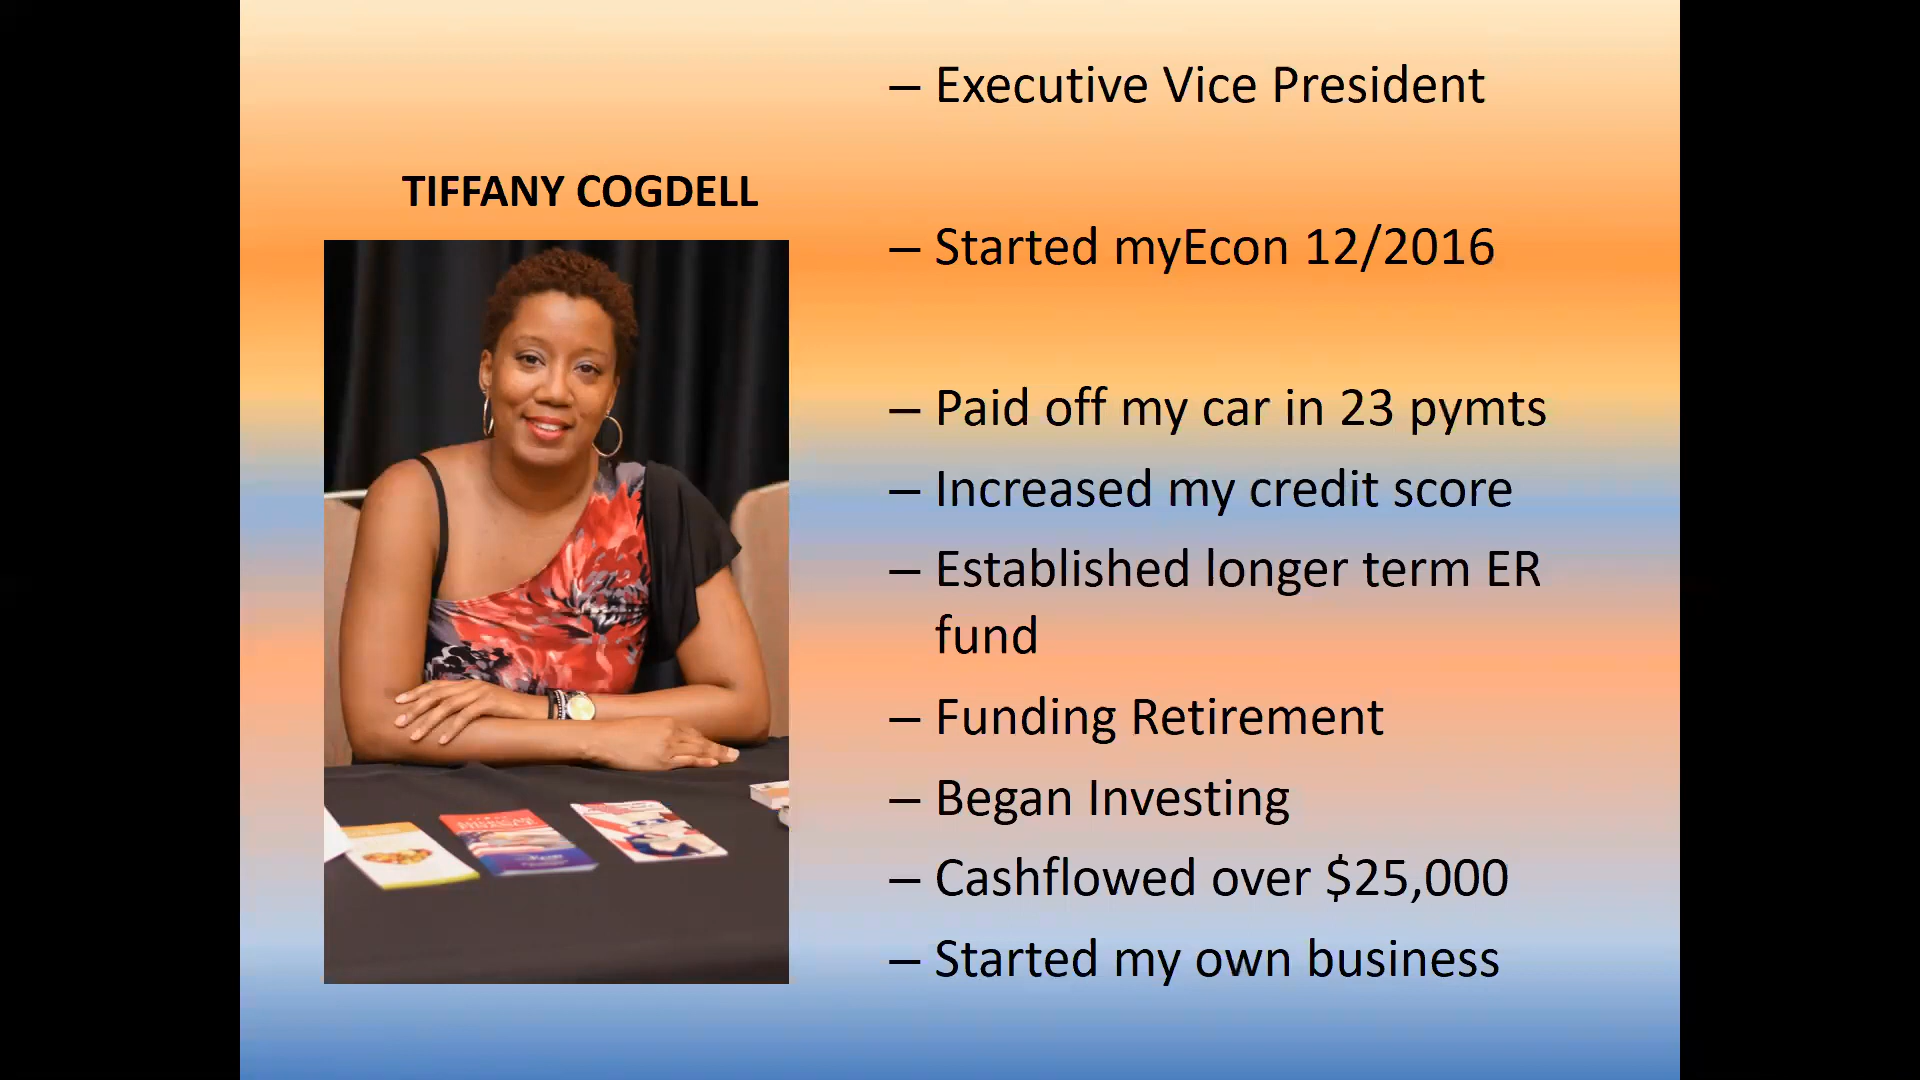 TIFFANY COGDELL
– Executive Vice President
– Started myEcon 12/2016
– Paid off my car in 23 pymts
– Increased my credit score
– Established longer term ER
fund
– Funding Retirement
– Began Investing
– Cashflowed over $25,000
– Started my own business